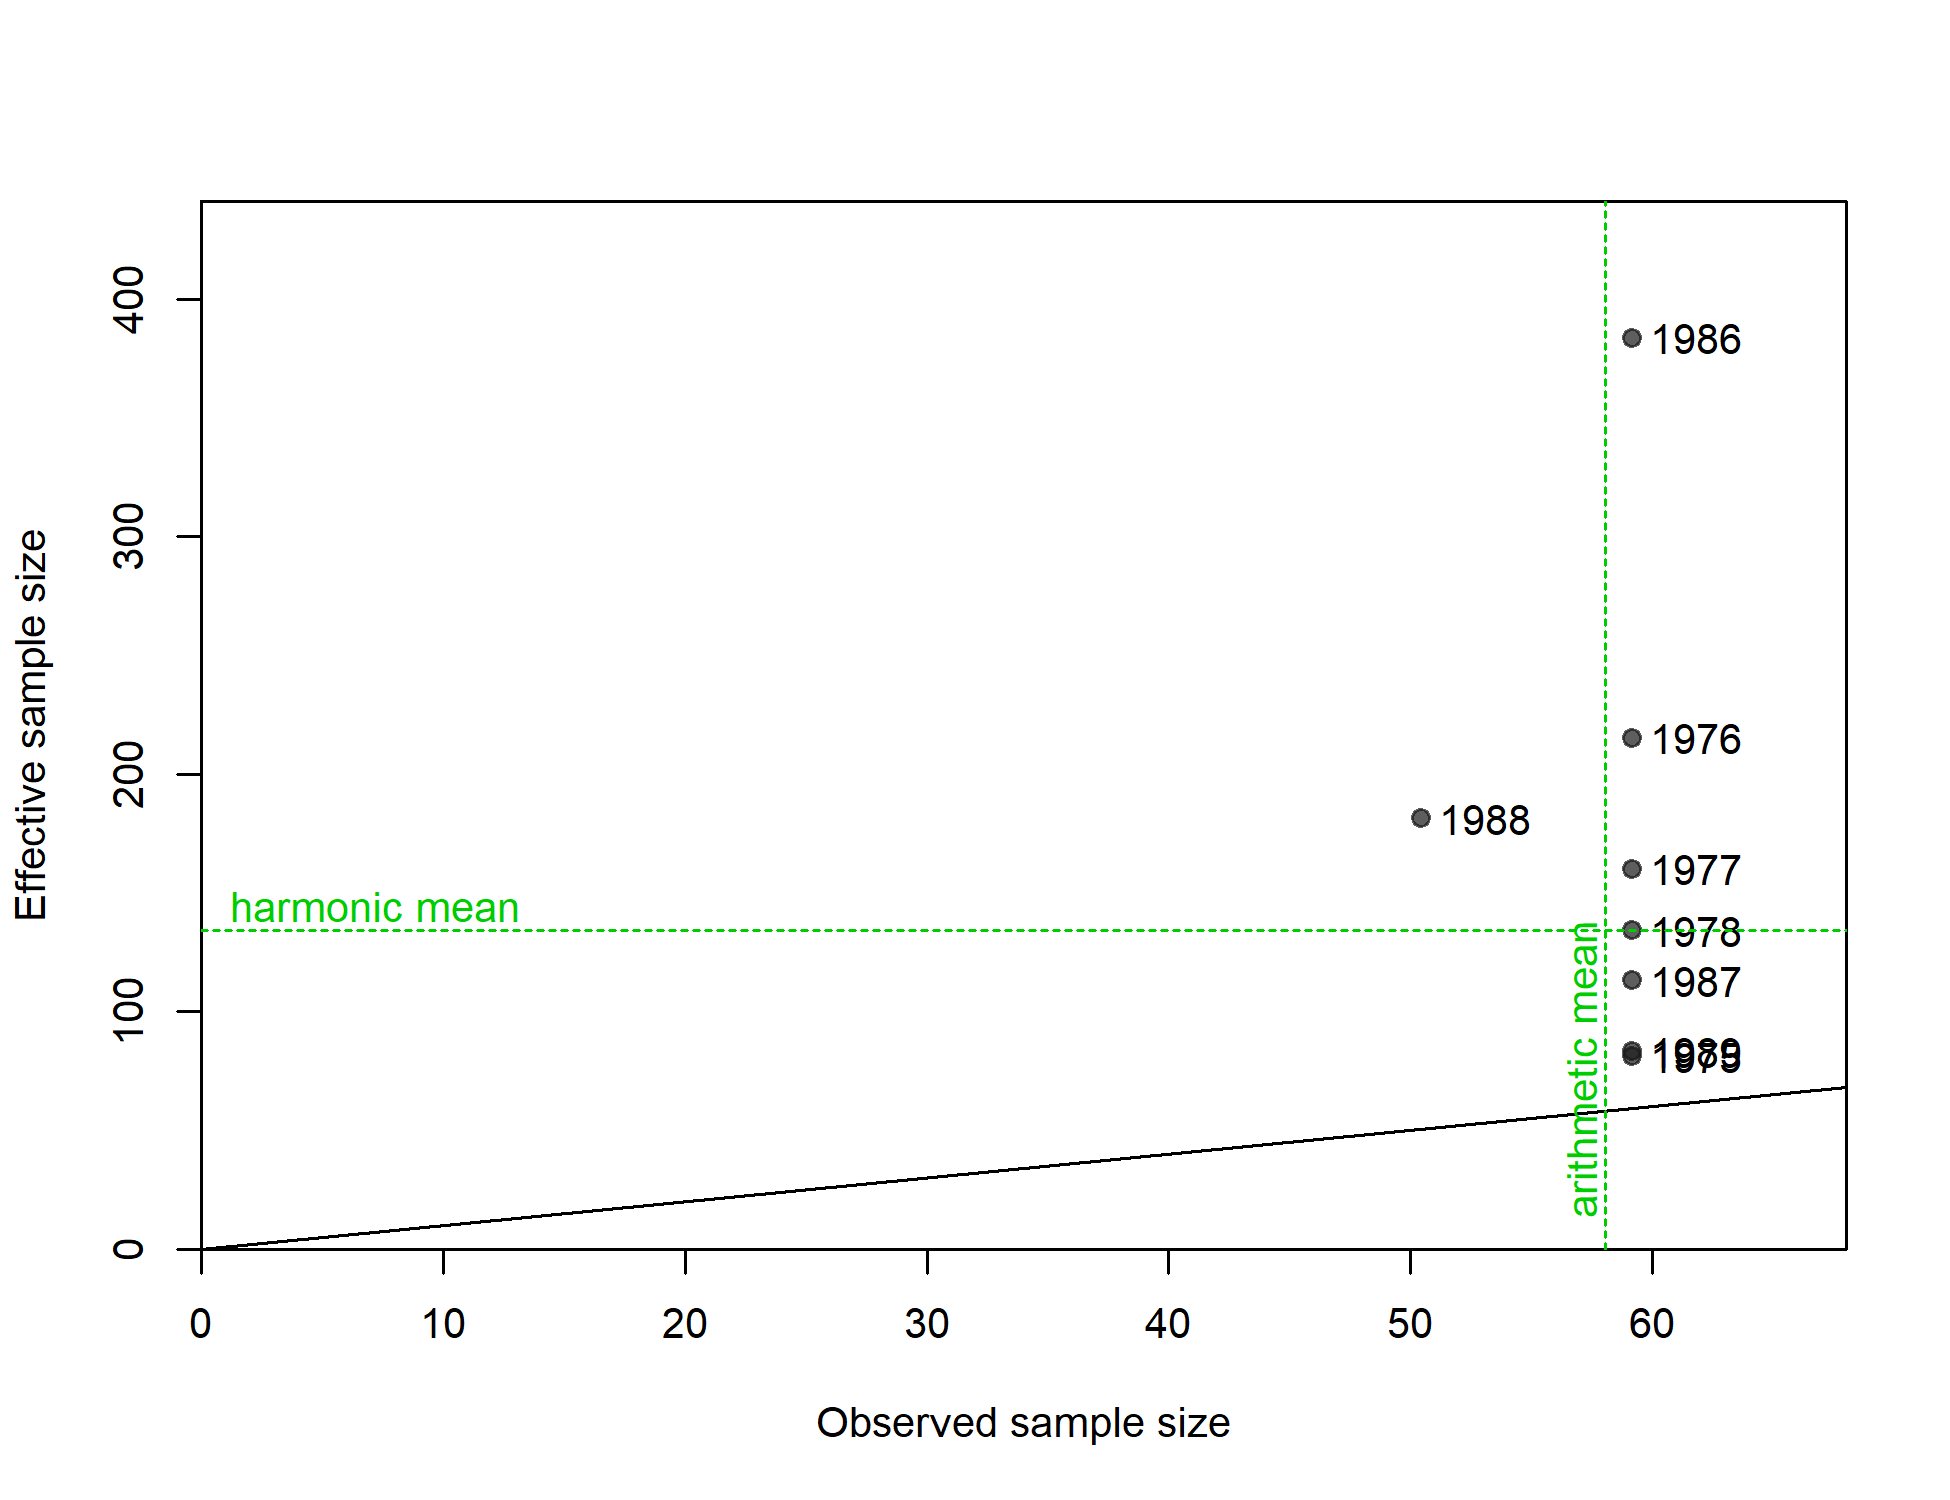 400
300
200
100
0
Effective sample size
1986
1976
1988
1977
harmonic mean
1978
1987
1975
arithmetic mean
0 10 20 30 40 50 60
Observed sample size